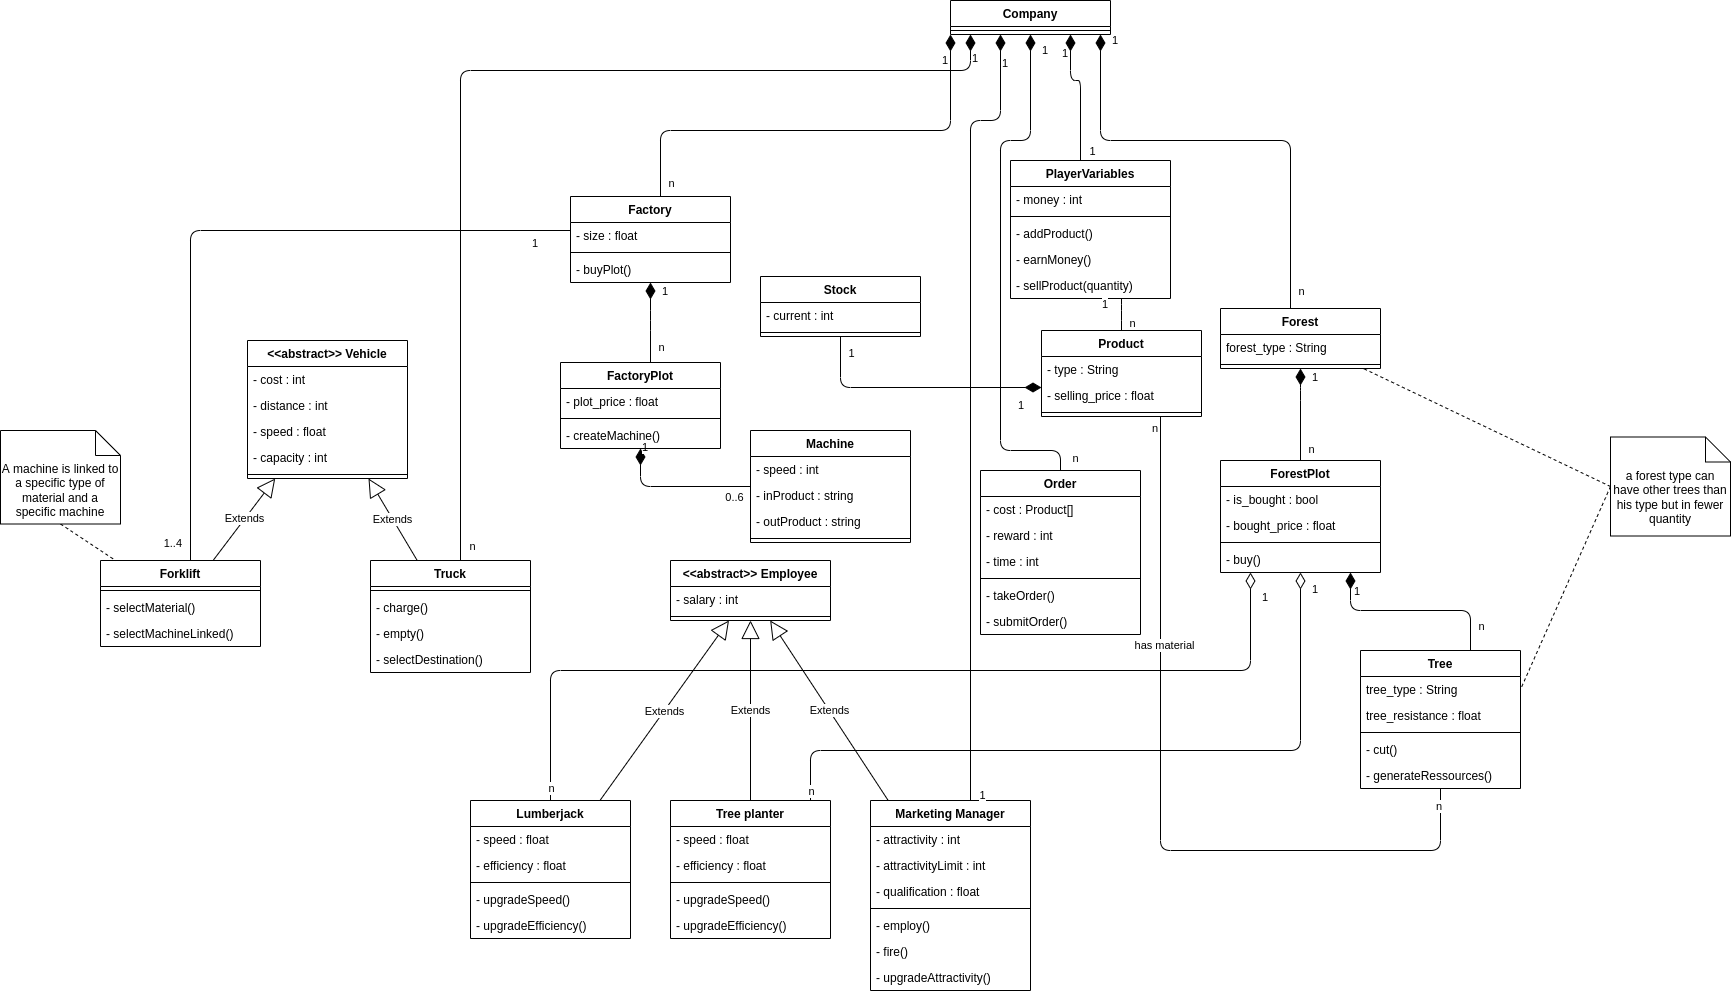 Company
1
1
1
1
1
1
n
1
n
Factory
- size : float
- buyPlot()
1
1
n
PlayerVariables
- money : int
- addProduct()
- earnMoney()
- sellProduct(quantity)
1
n
Stock
- current : int
1
1
Product
- type : String
- selling_price : float
n
Forest
forest_type : String
1
n
<<abstract>> Vehicle
- cost : int
- distance : int
- speed : float
- capacity : int
Extends
Extends
FactoryPlot
- plot_price : float
- createMachine()
1
0..6
Machine
- speed : int
- inProduct : string
- outProduct : string
A machine is linked to
a specific type of
material and a
specific machine
1..4
n
Forklift
- selectMaterial()
- selectMachineLinked()
Truck
- charge()
- empty()
- selectDestination()
<<abstract>> Employee
- salary : int
n
Order
- cost : Product[]
- reward : int
- time : int
- takeOrder()
- submitOrder()
ForestPlot
- is_bought : bool
- bought_price : float
- buy()
1
1
1
n
a forest type can
have other trees than
his type but in fewer
quantity
has material
Tree
tree_type : String
tree_resistance : float
- cut()
- generateRessources()
n
Extends
Extends
Extends
n
n
1
Lumberjack
- speed : float
- efficiency : float
- upgradeSpeed()
- upgradeEfficiency()
Tree planter
- speed : float
- efficiency : float
- upgradeSpeed()
- upgradeEfficiency()
Marketing Manager
- attractivity : int
- attractivityLimit : int
- qualification : float
- employ()
- fire()
- upgradeAttractivity()